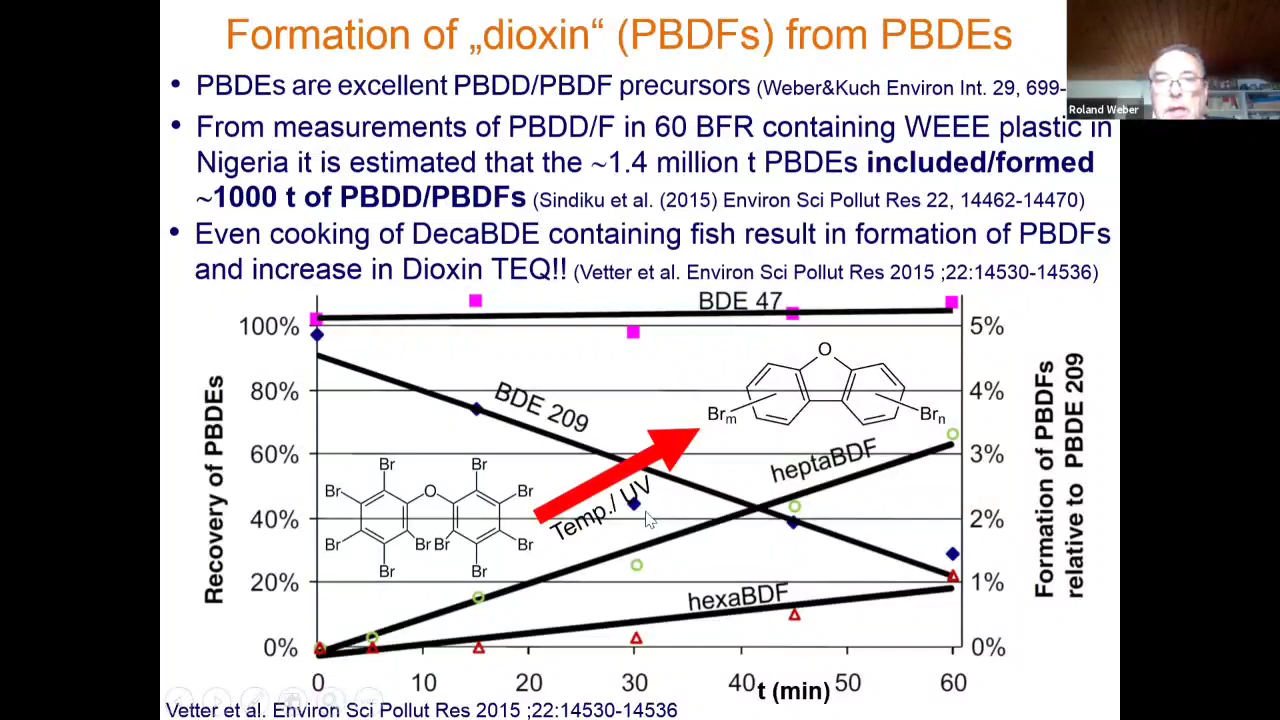 Formation of „dioxin“ (PBDFs) from PBDEs
• PBDEs are excellent PBDD/PBDF precursors (Weber&Kuch Environ Int. 29, 699-
Roland Weber
• From measurements of PBDD/F in 60 BFR containing WEEE plastic in
Nigeria it is estimated that the ~1.4 million t PBDEs included/formed
~1000 t of PBDD/PBDFs (Sindiku et al. (2015) Environ Sci Pollut Res 22, 14462-14470)
• Even cooking of DecaBDE containing fish result in formation of PBDFs
and increase in Dioxin TEQ!! (Vetter et al. Environ Sci Pollut Res 2015 ;22:14530-14536)
BDE 47
100%
80%
60%
40%
20%
0%
Recovery of PBDEs
BDE 209
Br Br
Br O Br
Br Br Br Br
Br Br
Temp./ UV
O
Brm Brn
heptaBDF
hexaBDF
5%
4%
3%
2%
1%
0%
Formation of PBDFs
relative to PBDE 209
0 10 20 30 40 50 60
t (min)
Vetter et al. Environ Sci Pollut Res 2015 ;22:14530-14536